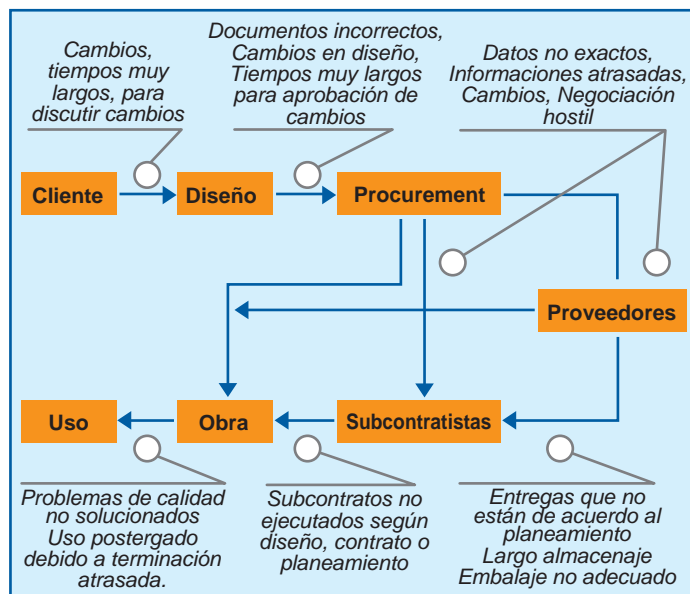 Cambios,
tiempos muy
largos, para
discutir cambios
Documentos incorrectos,
Cambios en diseño,
Tiempos muy largos
para aprobación de
cambios
Datos no exactos,
Informaciones atrasadas,
Cambios, Negociación
hostil
Cliente
Diseño
Procurement
Proveedores
Uso
Obra
Subcontratistas
Problemas de calidad
no solucionados
Uso postergado
debido a terminación
atrasada.
Subcontratos no
ejecutados según
diseño, contrato o
planeamiento
Entregas que no
están de acuerdo al
planeamiento
Largo almacenaje
Embalaje no adecuado